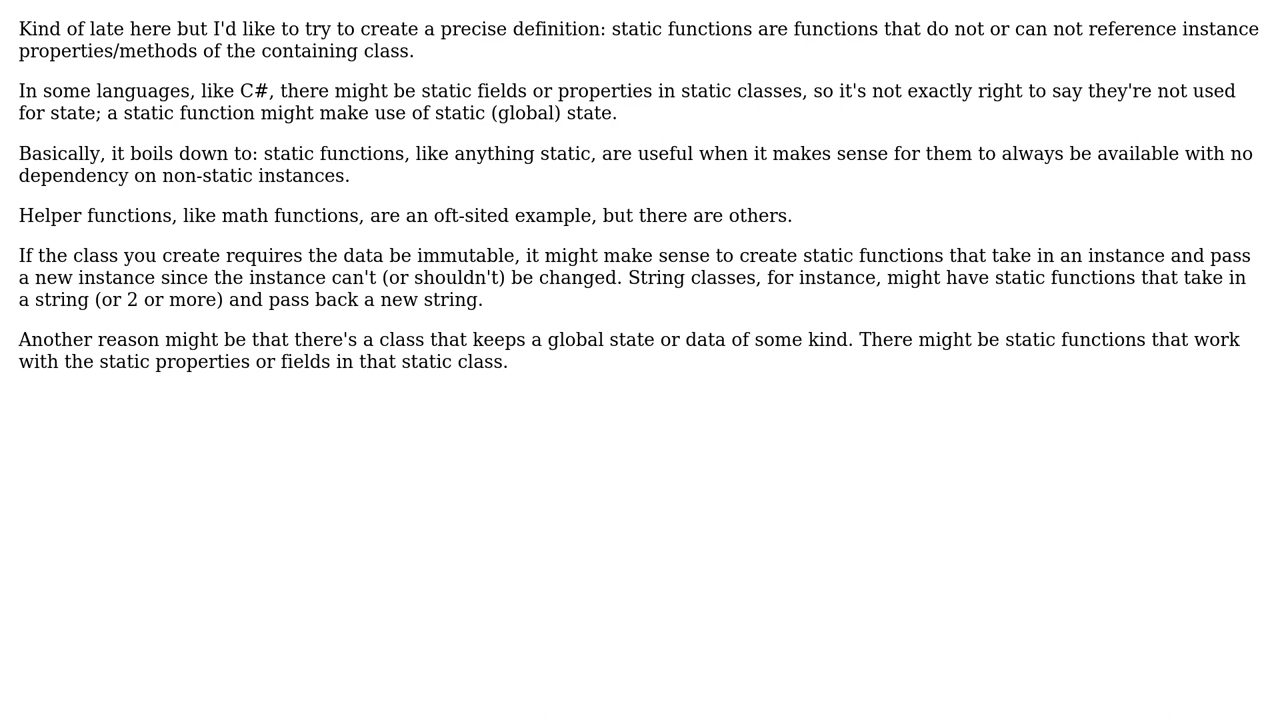 Kind of late here but I'd like to try to create a precise definition: static functions are functions that do not or can not reference instance
properties/methods of the containing class.
In some languages, like C#, there might be static fields or properties in static classes, so it's not exactly right to say they're not used
for state; a static function might make use of static (global) state.
Basically, it boils down to: static functions, like anything static, are useful when it makes sense for them to always be available with no
dependency on non-static instances.
Helper functions, like math functions, are an oft-sited example, but there are others.
If the class you create requires the data be immutable, it might make sense to create static functions that take in an instance and pass
a new instance since the instance can't (or shouldn't) be changed. String classes, for instance, might have static functions that take in
a string (or 2 or more) and pass back a new string.
Another reason might be that there's a class that keeps a global state or data of some kind. There might be static functions that work
with the static properties or fields in that static class.